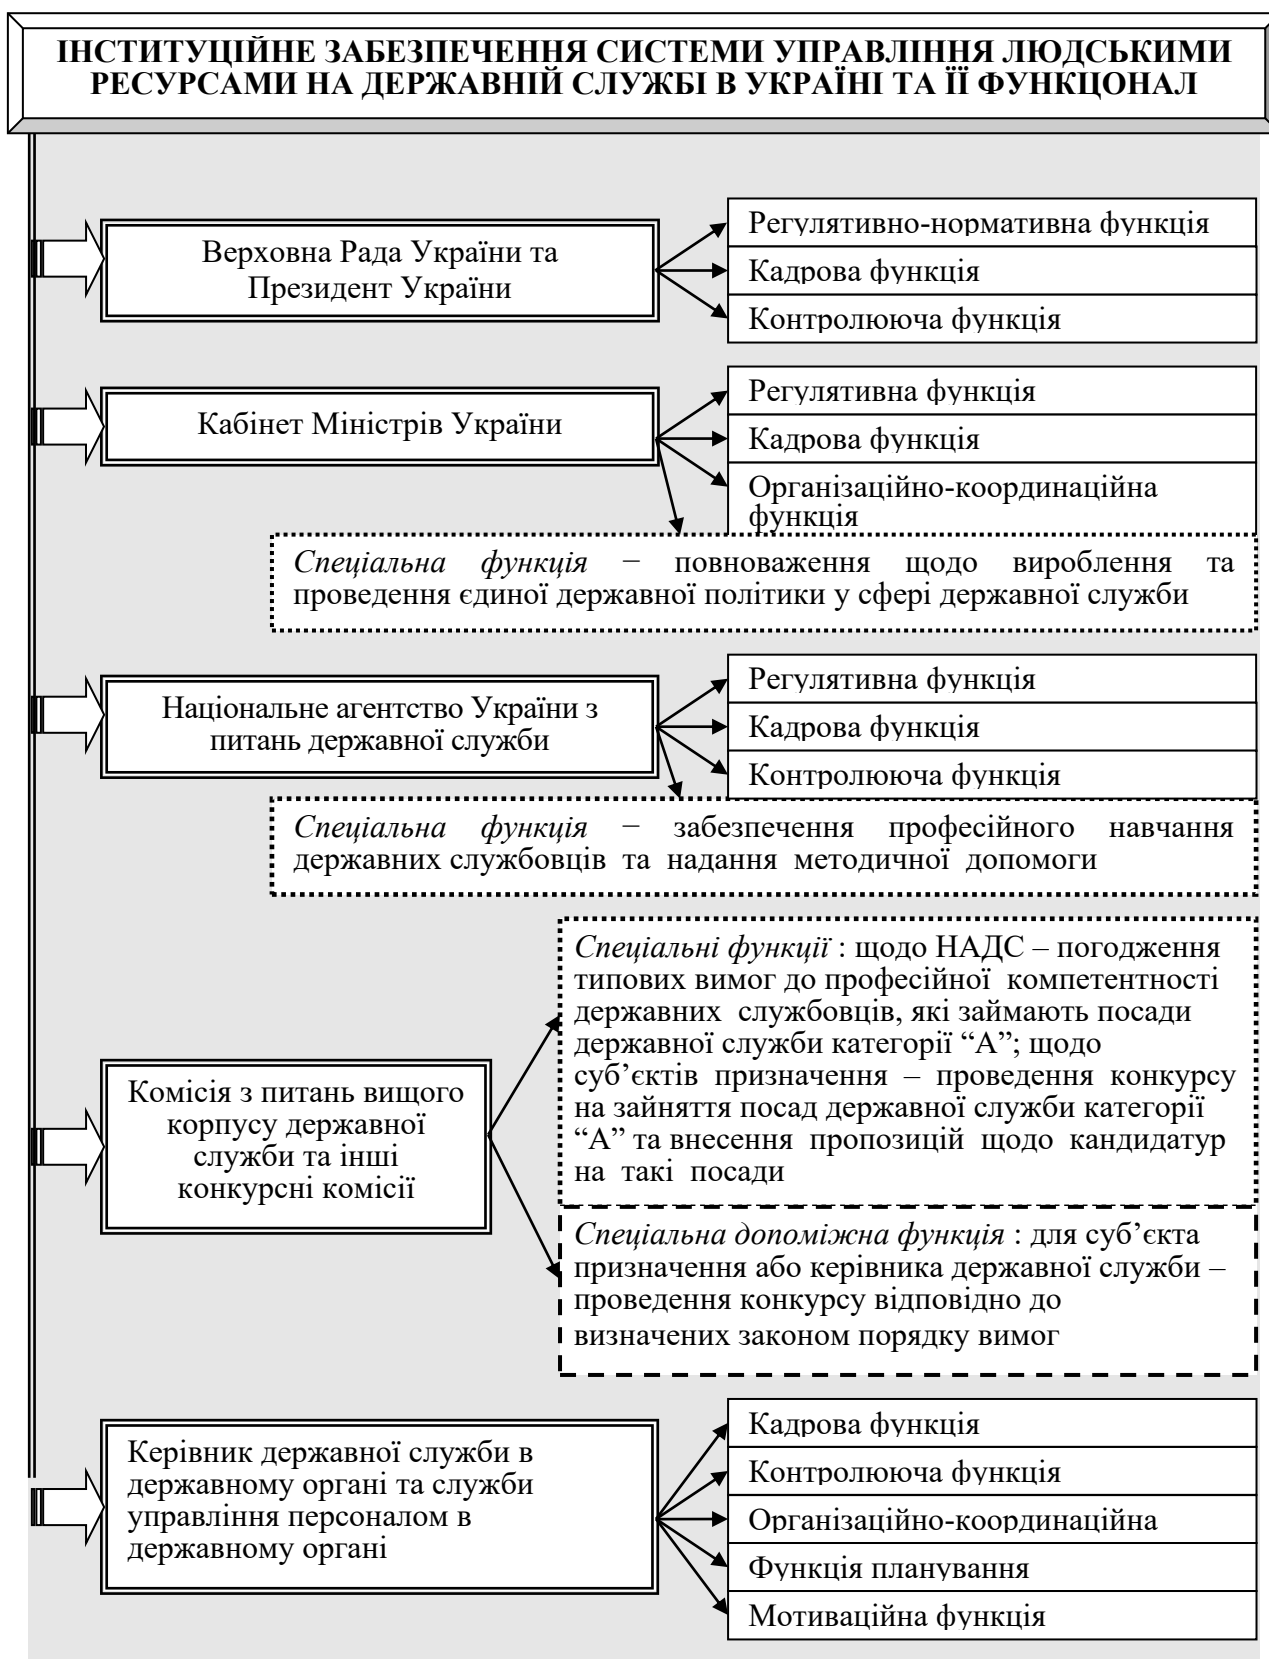 ІНСТИТУЦІЙНЕ ЗАБЕЗПЕЧЕННЯ СИСТЕМИ УПРАВЛІННЯ ЛЮДСЬКИМИ
РЕСУРСАМИ НА ДЕРЖАВНІЙ СЛУЖБІ В УКРАЇНІ ТА ЇЇ ФУНКЦОНАЛ
Верховна Рада України та
Президент України
Регулятивно-нормативна функція
Кадрова функція
Контролююча функція
Кабінет Міністрів України
Регулятивна функція
Кадрова функція
Організаційно-координаційна
функція
Спеціальна функція – повноваження щодо вироблення та
проведення єдиної державної політики у сфері державної служби
Національне агентство України з
питань державної служби
Регулятивна функція
Кадрова функція
Контролююча функція
Спеціальна функція – забезпечення професійного навчання
державних службовців та надання методичної допомоги
Комісія з питань вищого
корпусу державної
служби та інші
конкурсні комісії
Спеціальні функції : щодо НАДС – погодження
типових вимог до професійної компетентності
державних службовців, які займають посади
державної служби категорії “А”; щодо
суб’єктів призначення – проведення конкурсу
на зайняття посад державної служби категорії
“А” та внесення пропозицій щодо кандидатур
на такі посади
Спеціальна допоміжна функція : для суб’єкта
призначення або керівника державної служби –
проведення конкурсу відповідно до
визначених законом порядку вимог
Керівник державної служби в
державному органі та служби
управління персоналом в
державному органі
Кадрова функція
Контролююча функція
Організаційно-координаційна
Функція планування
Мотиваційна функція